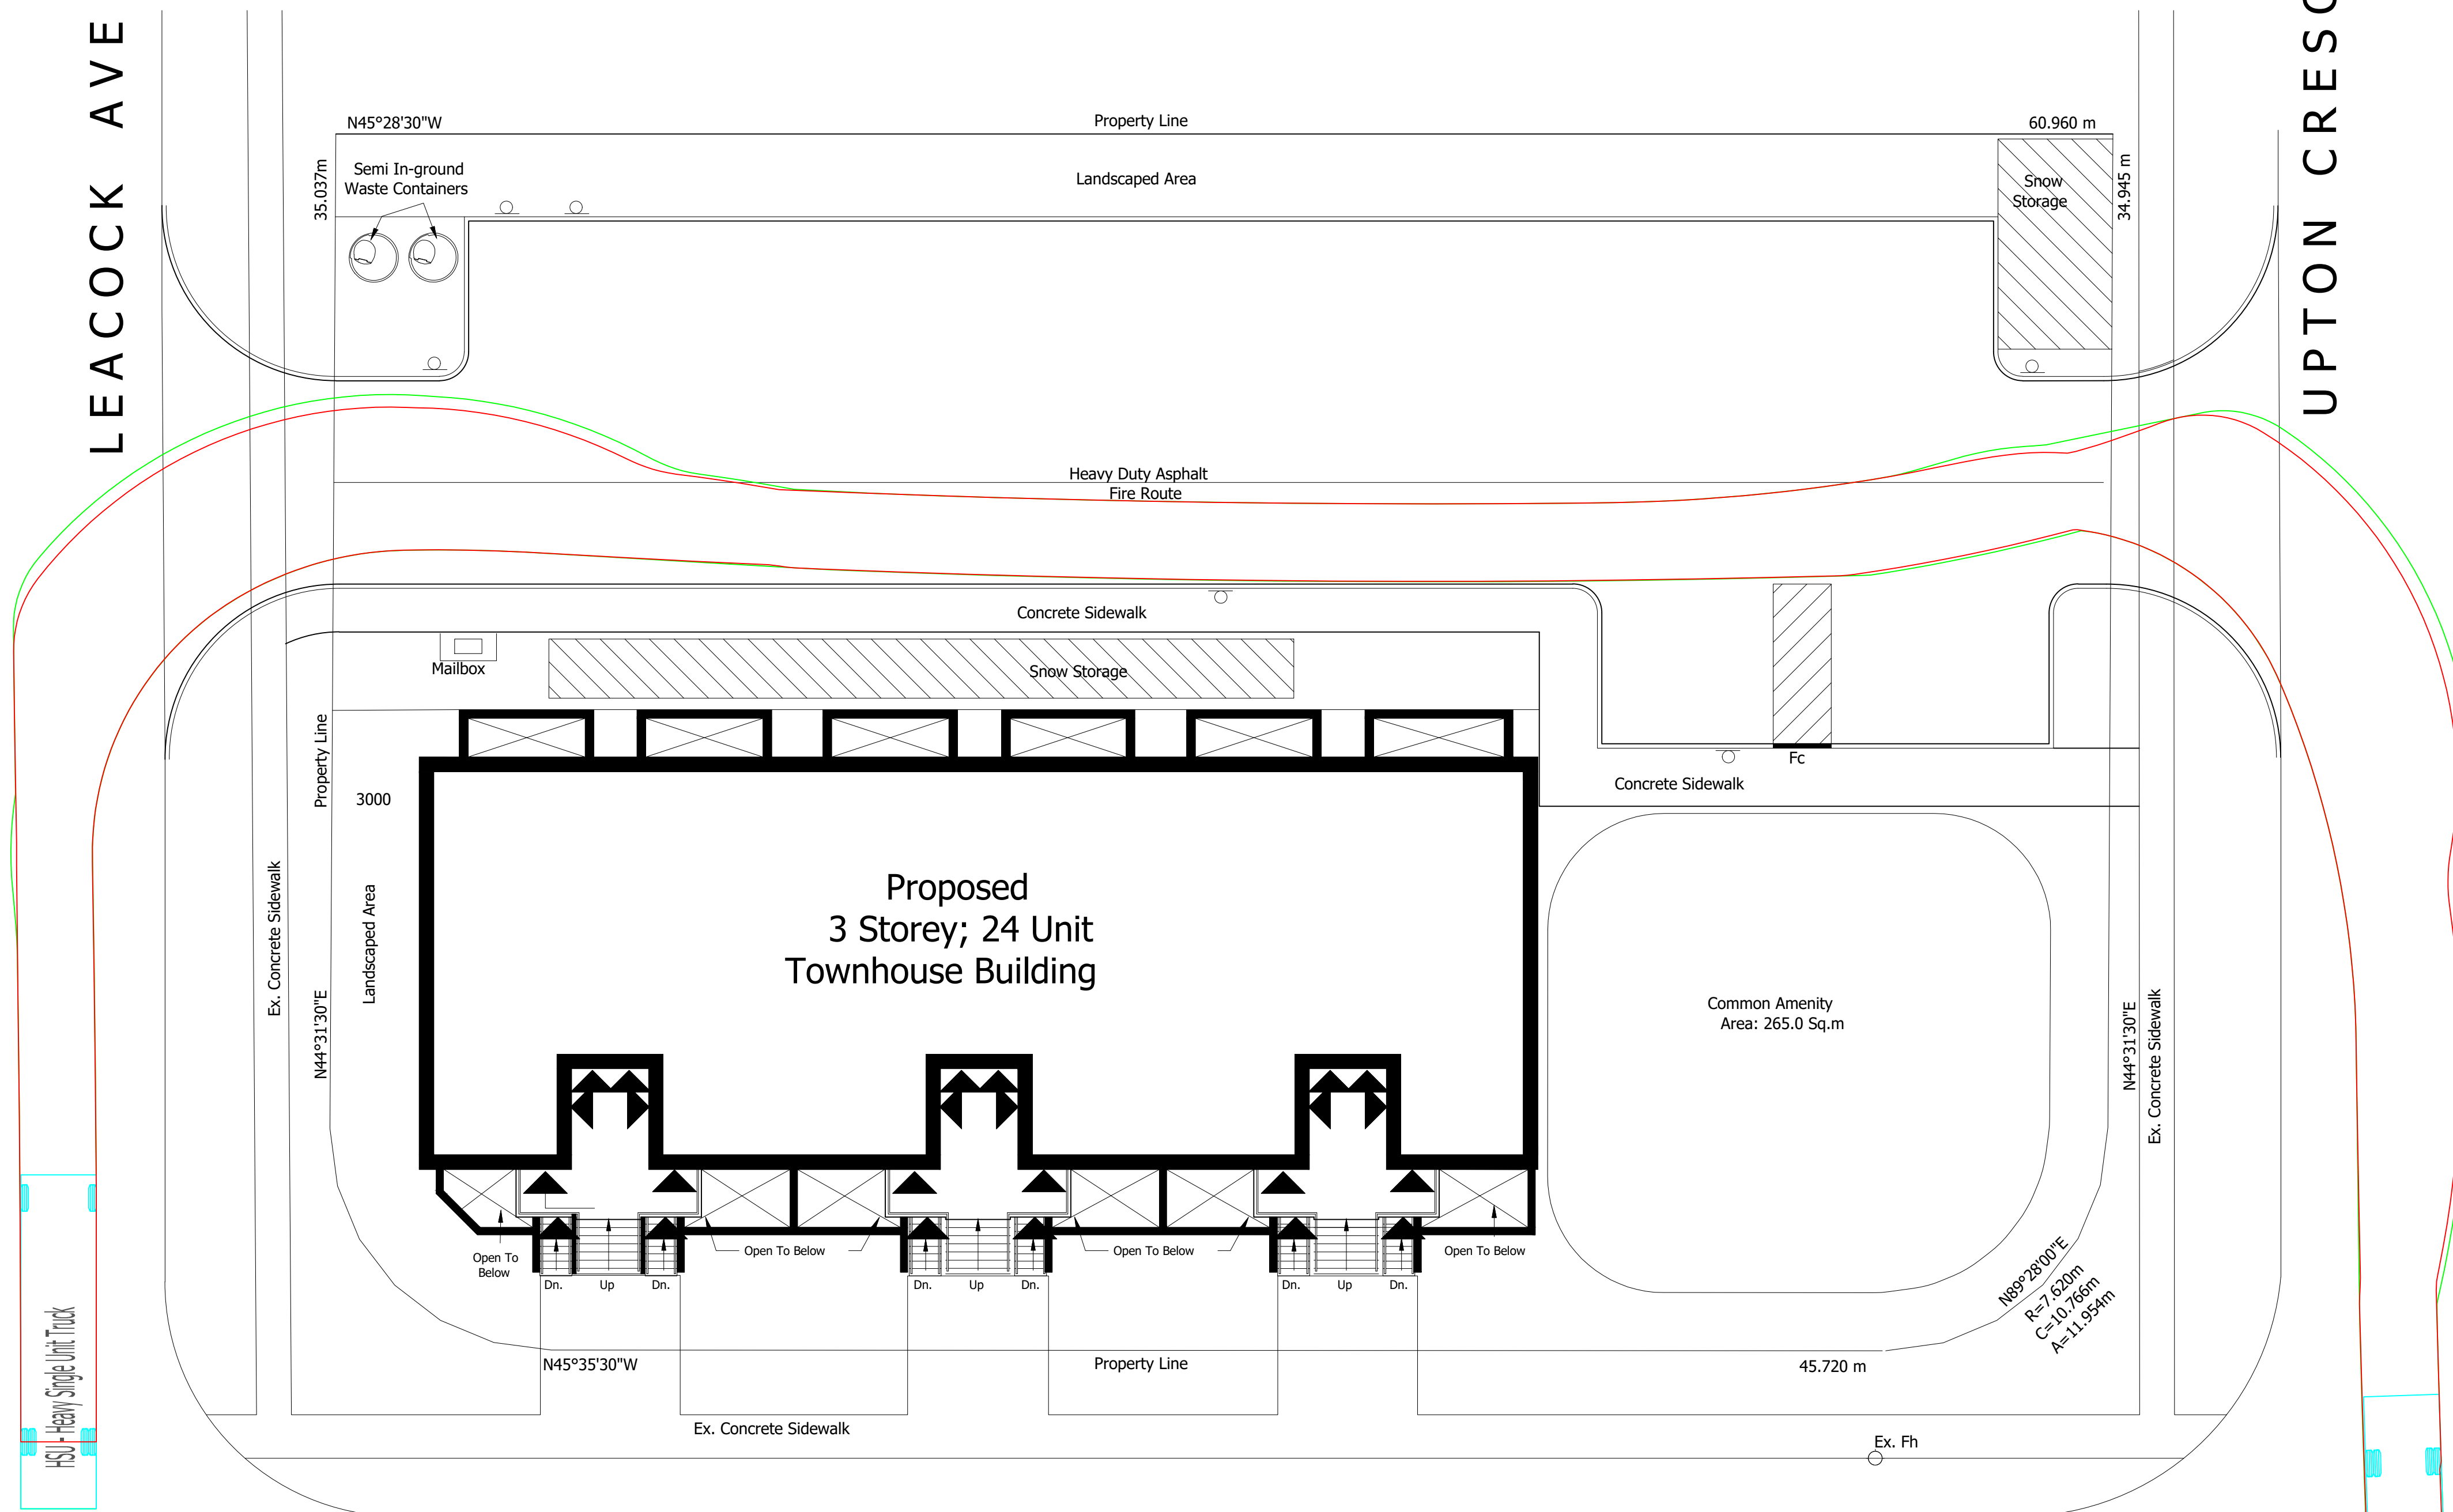 LEACOCK AVE
UPTON CRESC
N45°28'30"W
Property Line
60.960 m
35.037m
Semi In-ground
Waste Containers
Landscaped Area
Snow
Storage
34.945 m
Heavy Duty Asphalt
Fire Route
Concrete Sidewalk
Mailbox
Snow Storage
Property Line
3000
Fc
Concrete Sidewalk
Ex. Concrete Sidewalk
Landscaped Area
N44°31'30"E
Proposed
3 Storey; 24 Unit
Townhouse Building
Common Amenity
Area: 265.0 Sq.m
N44°31'30"E
Ex. Concrete Sidewalk
Open To
Below
Open To Below
Open To Below
Open To Below
Dn.
Up
Dn.
Dn.
Up
Dn.
Dn.
Up
Dn.
N89°28'00"E
R=7.620m
C=10.766m
A=11.954m
N45°35'30"W
Property Line
45.720 m
HSU - Heavy Single Unit Truck
Ex. Concrete Sidewalk
Ex. Fh